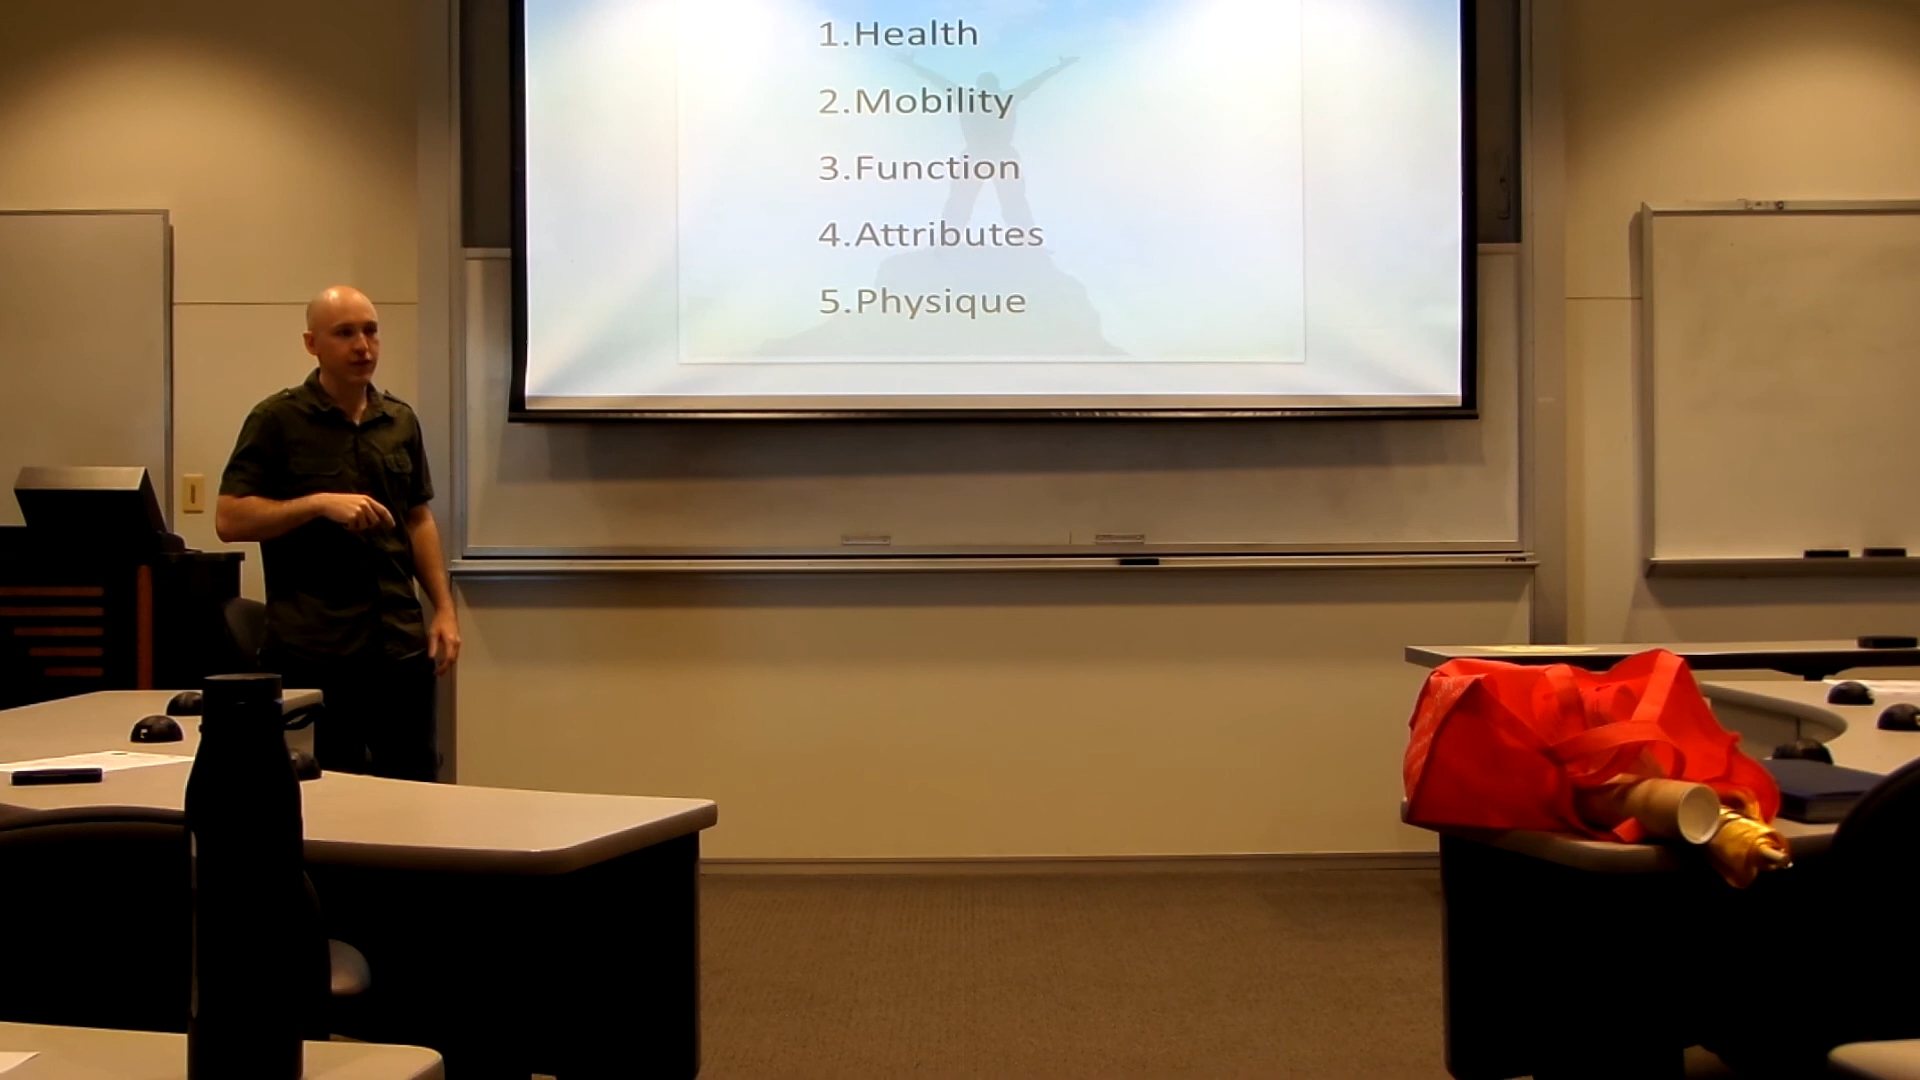 1.Health
2.Mobility
3.Function
4.Attributes
5.Physique